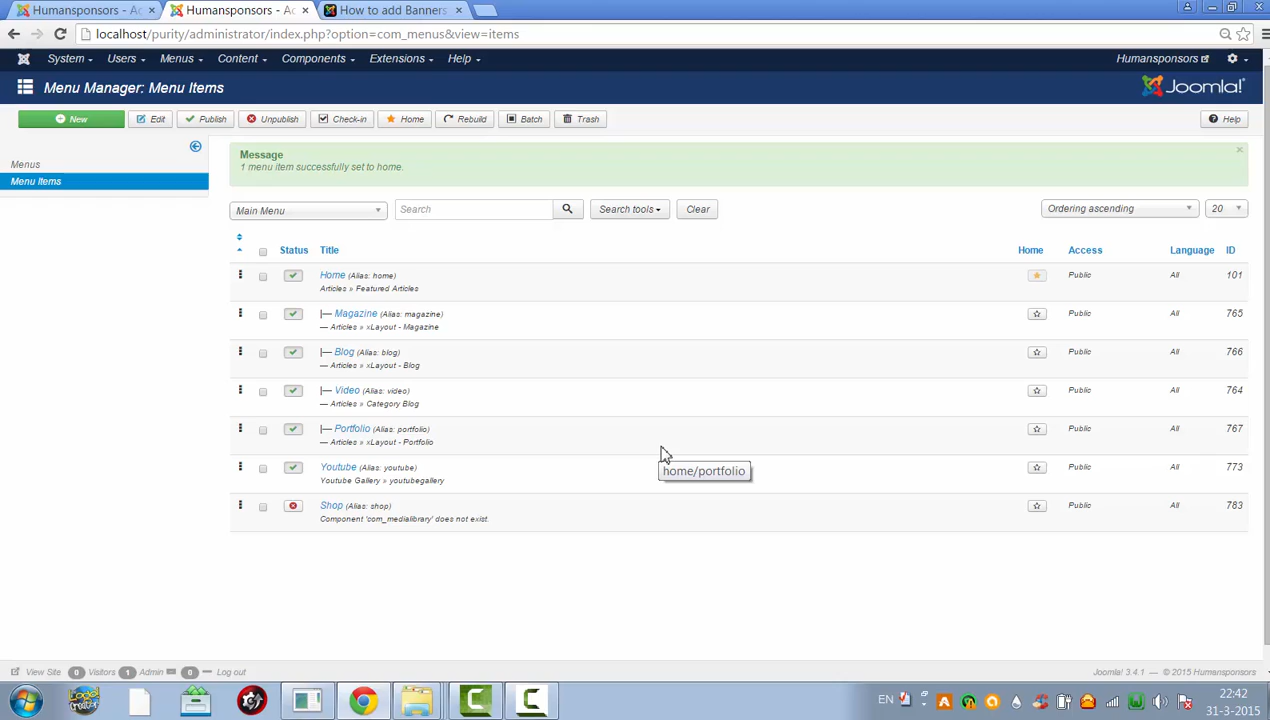 Humansponsors - Ac × Humansponsors - Ac × How to add Banners ×
localhost/purity/administrator/index.php?option=com_menus&view=items
System Users Menus Content Components Extensions Help Humansponsors
Menu Manager: Menu Items Joomla!
New Edit Publish Unpublish Check-in Home Rebuild Batch Trash Help
Menus
Menu Items
Message
1 menu item successfully set to home.
×
Main Menu Search Search tools Clear Ordering ascending 20
Status Title Home Access Language ID
Home (Alias: home) Public All 101
Articles » Featured Articles
|— Magazine (Alias: magazine) Public All 765
— Articles » xLayout - Magazine
|— Blog (Alias: blog) Public All 766
— Articles » xLayout - Blog
|— Video (Alias: video) Public All 764
— Articles » Category Blog
|— Portfolio (Alias: portfolio) Public All 767
— Articles » xLayout - Portfolio
home/portfolio
Youtube (Alias: youtube) Public All 773
Youtube Gallery » youtubegallery
Shop (Alias: shop) Public All 783
Component 'com_medialibrary' does not exist.
View Site 0 Visitors 1 Admin 0 — Log out Joomla! 3.4.1 — © 2015 Humansponsors
EN 22:42
31-3-2015